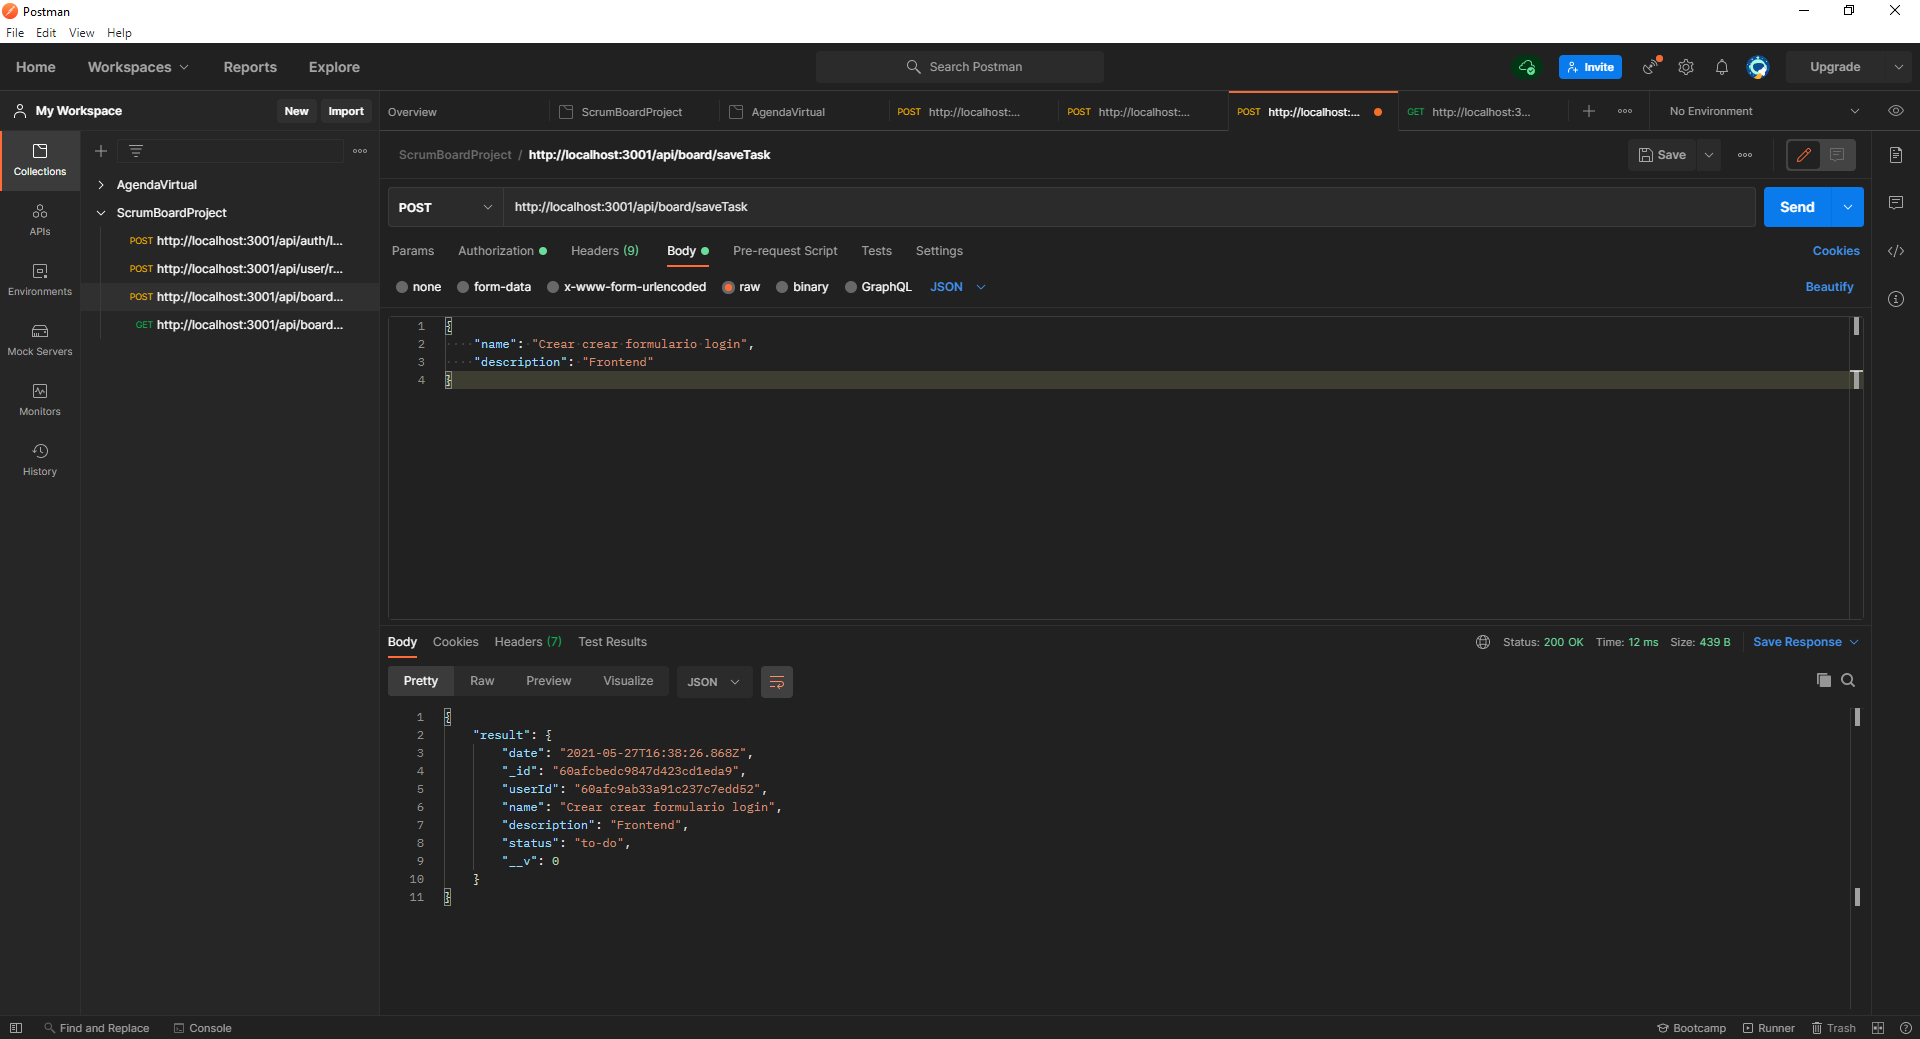 Postman
File Edit View Help
Home Workspaces Reports Explore Search Postman Invite Upgrade
My Workspace New Import
Overview ScrumBoardProject AgendaVirtual POST http://localhost:... POST http://localhost:... POST http://localhost:... GET http://localhost:3... No Environment
Collections
APIs
Environments
Mock Servers
Monitors
History
AgendaVirtual
ScrumBoardProject
POST http://localhost:3001/api/auth/l...
POST http://localhost:3001/api/user/r...
POST http://localhost:3001/api/board...
GET http://localhost:3001/api/board...
ScrumBoardProject / http://localhost:3001/api/board/saveTask Save
POST http://localhost:3001/api/board/saveTask Send
Params Authorization Headers (9) Body Pre-request Script Tests Settings Cookies
none form-data x-www-form-urlencoded raw binary GraphQL JSON Beautify
1 {
2 ····"name":·"Crear·crear·formulario·login",
3 ····"description":·"Frontend"
4 }
Body Cookies Headers (7) Test Results Status: 200 OK Time: 12 ms Size: 439 B Save Response
Pretty Raw Preview Visualize JSON
1 {
2 "result": {
3 "date": "2021-05-27T16:38:26.868Z",
4 "_id": "60afcbedc9847d423cd1eda9",
5 "userId": "60afc9ab33a91c237c7edd52",
6 "name": "Crear crear formulario login",
7 "description": "Frontend",
8 "status": "to-do",
9 "__v": 0
10 }
11 }
Find and Replace Console Bootcamp Runner Trash